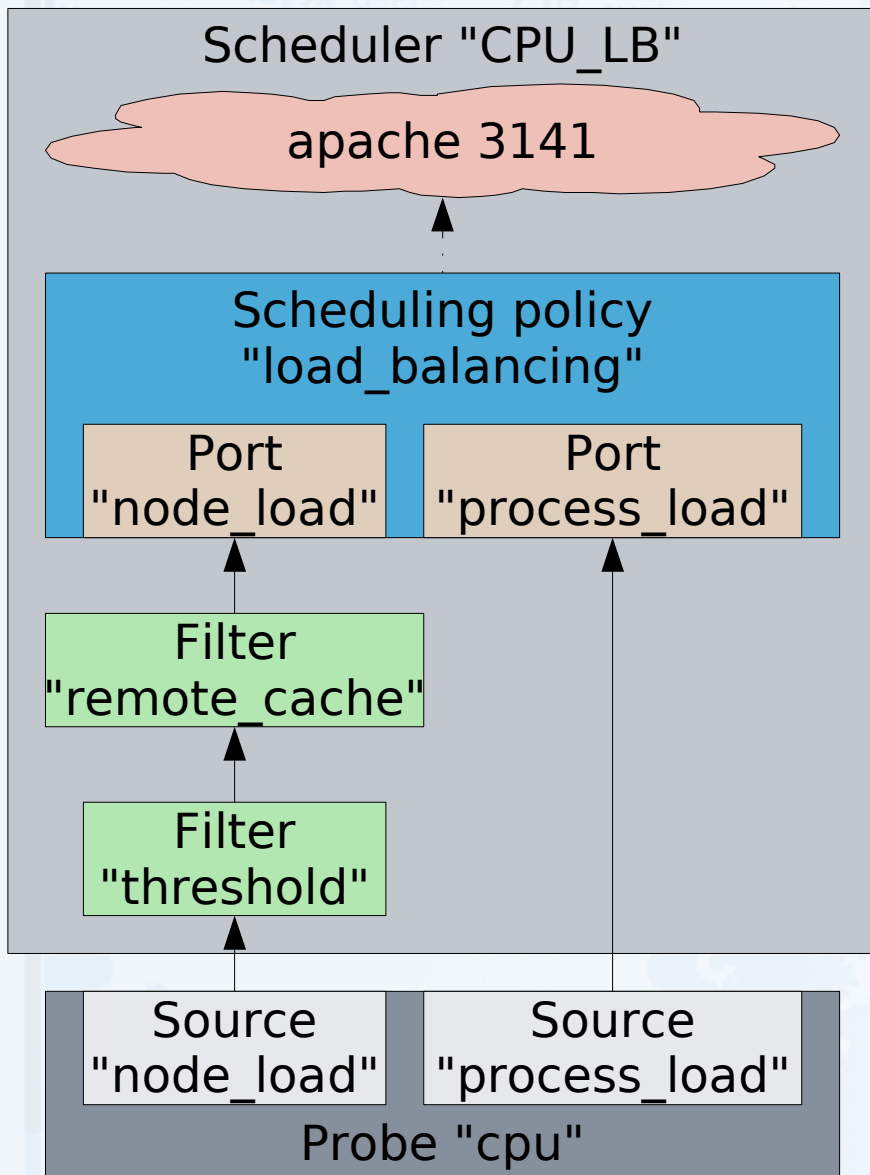 Scheduler "CPU_LB"
apache 3141
Scheduling policy
"load_balancing"
Port
"node_load"
Port
"process_load"
Filter
"remote_cache"
Filter
"threshold"
Source
"node_load"
Source
"process_load"
Probe "cpu"